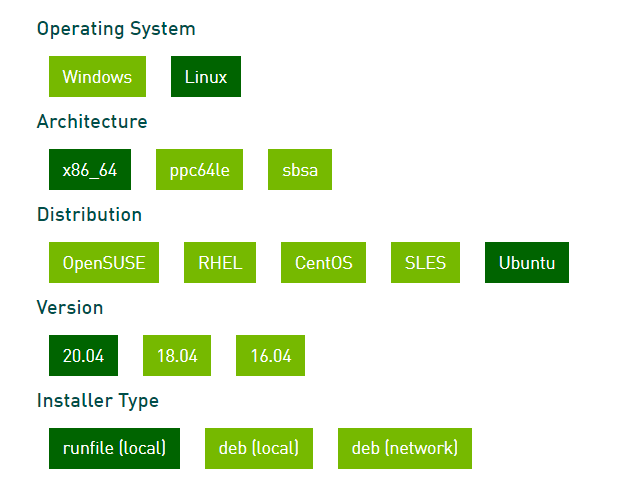 Operating System
Windows Linux
Architecture
x86_64 ppc64le sbsa
Distribution
OpenSUSE RHEL CentOS SLES Ubuntu
Version
20.04 18.04 16.04
Installer Type
runfile (local) deb (local) deb (network)